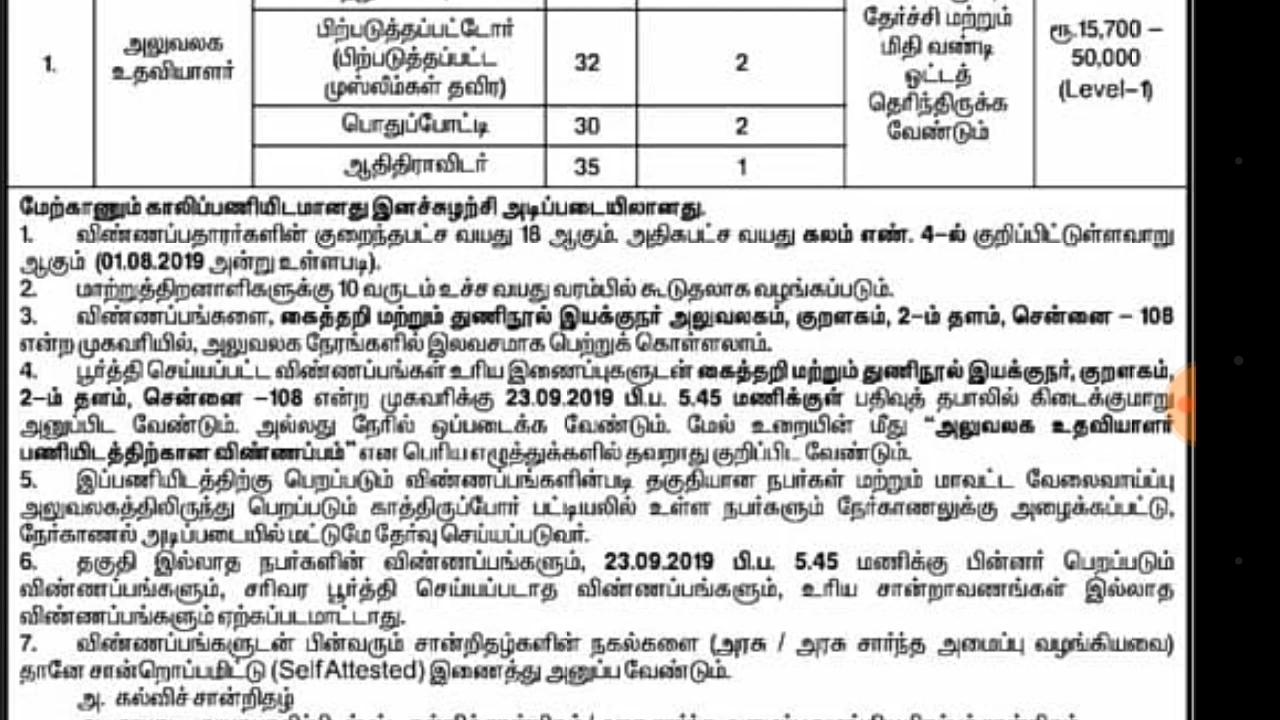 தேர்ச்சி மற்றும்
பிற்படுத்தப்பட்டோர்
மிதி வண்டி
ரூ.15,700 –
அலுவலக
(பிற்படுத்தப்பட்ட
32
2
ஓட்டத்
50,000
1.
உதவியாளர்
முஸ்லீம்கள் தவிர)
தெரிந்திருக்க
(Level–1)
பொதுப்போட்டி
30
2
வேண்டும்
ஆதிதிராவிடர்
35
1
மேற்காணும் காலிப்பணியிடமானது இனச்சுழற்சி அடிப்படையிலானது.
1. விண்ணப்பதாரர்களின் குறைந்தபட்ச வயது 18 ஆகும். அதிகபட்ச வயது கலம் எண். 4–ல் குறிப்பிட்டுள்ளவாறு
ஆகும் (01.08.2019 அன்று உள்ளபடி).
2. மாற்றுத்திறனாளிகளுக்கு 10 வருடம் உச்ச வயது வரம்பில் கூடுதலாக வழங்கப்படும்.
3. விண்ணப்பங்களை, கைத்தறி மற்றும் துணிநூல் இயக்குநர் அலுவலகம், குறளகம், 2–ம் தளம், சென்னை – 108
என்ற முகவரியில், அலுவலக நேரங்களில் இலவசமாக பெற்றுக் கொள்ளலாம்.
4. பூர்த்தி செய்யப்பட்ட விண்ணப்பங்கள் உரிய இணைப்புகளுடன் கைத்தறி மற்றும் துணிநூல் இயக்குநர், குறளகம்,
2–ம் தளம், சென்னை –108 என்ற முகவரிக்கு 23.09.2019 பி.ப. 5.45 மணிக்குள் பதிவுத் தபாலில் கிடைக்குமாறு
அனுப்பிட வேண்டும். அல்லது நேரில் ஒப்படைக்க வேண்டும். மேல் உறையின் மீது “அலுவலக உதவியாளர்
பணியிடத்திற்கான விண்ணப்பம்” என பெரிய எழுத்துக்களில் தவறாது குறிப்பிட வேண்டும்.
5. இப்பணியிடத்திற்கு பெறப்படும் விண்ணப்பங்களின்படி தகுதியான நபர்கள் மற்றும் மாவட்ட வேலைவாய்ப்பு
அலுவலகத்திலிருந்து பெறப்படும் காத்திருப்போர் பட்டியலில் உள்ள நபர்களும் நேர்காணலுக்கு அழைக்கப்பட்டு,
நேர்காணல் அடிப்படையில் மட்டுமே தேர்வு செய்யப்படுவர்.
6. தகுதி இல்லாத நபர்களின் விண்ணப்பங்களும், 23.09.2019 பி.ப. 5.45 மணிக்கு பின்னர் பெறப்படும்
விண்ணப்பங்களும், சரிவர பூர்த்தி செய்யப்படாத விண்ணப்பங்களும், உரிய சான்றாவணங்கள் இல்லாத
விண்ணப்பங்களும் ஏற்கப்படமாட்டாது.
7. விண்ணப்பங்களுடன் பின்வரும் சான்றிதழ்களின் நகல்களை (அரசு / அரசு சார்ந்த அமைப்பு வழங்கியவை)
தானே சான்றொப்பமிட்டு (Self Attested) இணைத்து அனுப்ப வேண்டும்.
அ. கல்விச் சான்றிதழ்